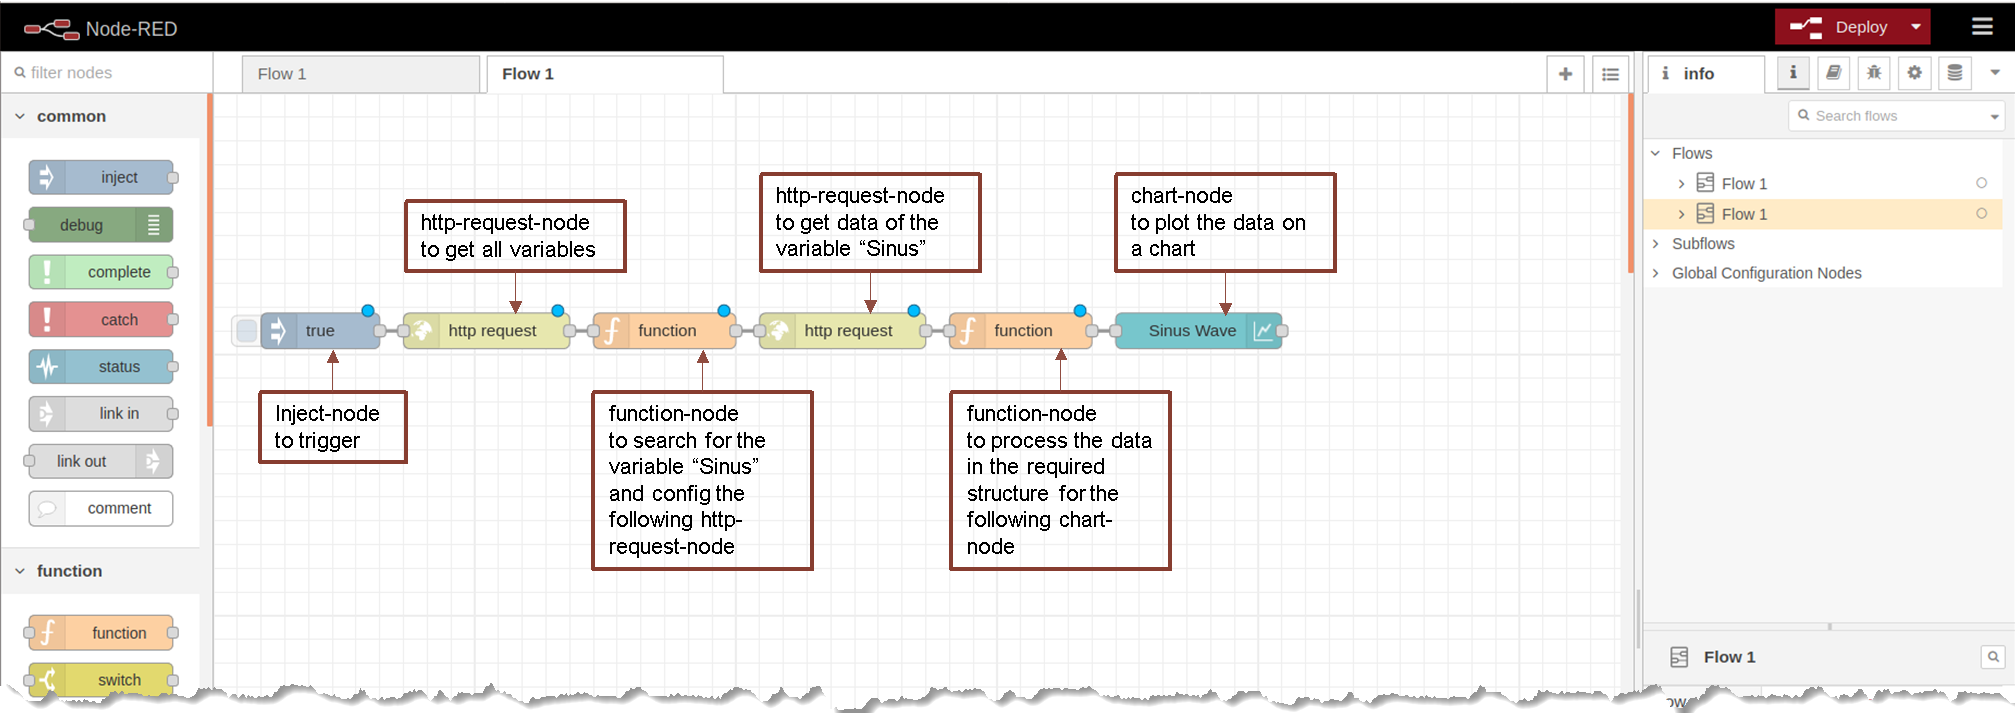 Node-RED
Deploy
filter nodes
Flow 1
Flow 1
info
Search flows
common
inject
debug
complete
catch
status
link in
link out
comment
function
function
switch
http-request-node
to get all variables
http-request-node
to get data of the
variable “Sinus”
chart-node
to plot the data on
a chart
true
http request
function
http request
function
Sinus Wave
Inject-node
to trigger
function-node
to search for the
variable “Sinus”
and config the
following http-
request-node
function-node
to process the data
in the required
structure for the
following chart-
node
Flows
Flow 1
Flow 1
Subflows
Global Configuration Nodes
Flow 1